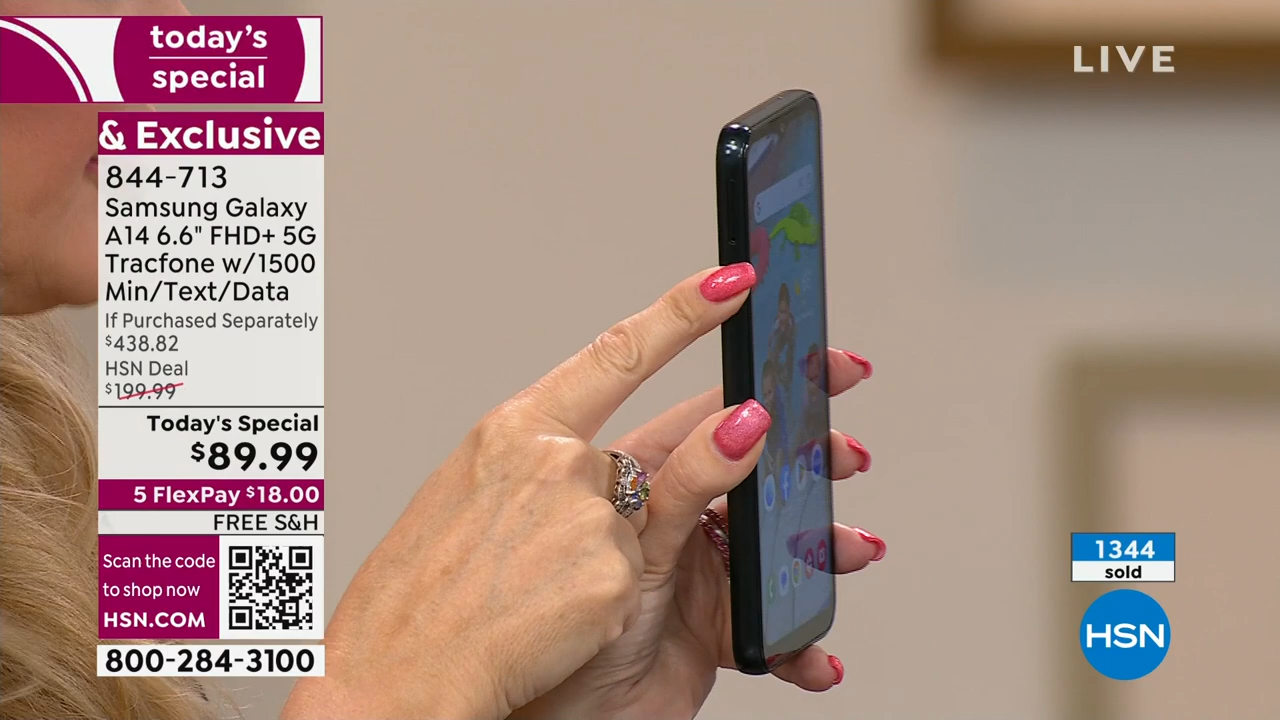 today's
special
& Exclusive
844-713
Samsung Galaxy
A14 6.6" FHD+ 5G
Tracfone w/1500
Min/Text/Data
If Purchased Separately
$438.82
HSN Deal
$199.99
Today's Special
$89.99
5 FlexPay $18.00
FREE S&H
Scan the code
to shop now
HSN.COM
800-284-3100
LIVE
1344
sold
HSN